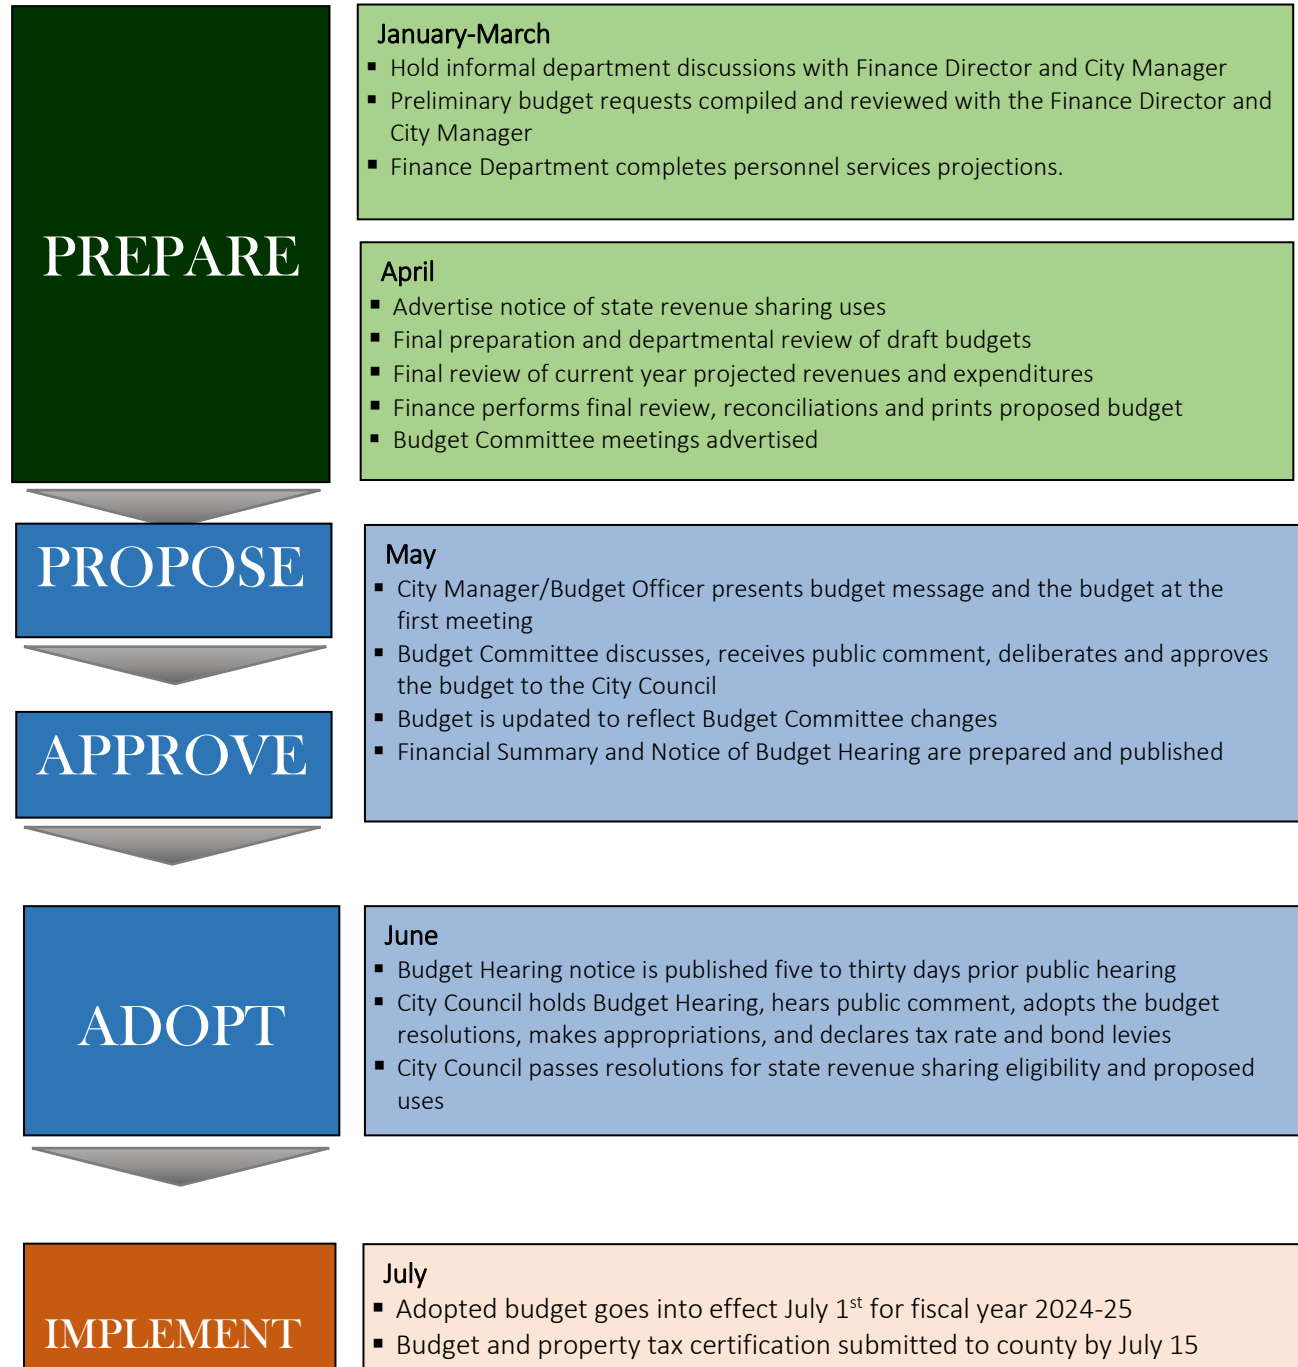 PREPARE
January-March
▪ Hold informal department discussions with Finance Director and City Manager
▪ Preliminary budget requests compiled and reviewed with the Finance Director and
City Manager
▪ Finance Department completes personnel services projections.
April
▪ Advertise notice of state revenue sharing uses
▪ Final preparation and departmental review of draft budgets
▪ Final review of current year projected revenues and expenditures
▪ Finance performs final review, reconciliations and prints proposed budget
▪ Budget Committee meetings advertised
PROPOSE
APPROVE
May
▪ City Manager/Budget Officer presents budget message and the budget at the
first meeting
▪ Budget Committee discusses, receives public comment, deliberates and approves
the budget to the City Council
▪ Budget is updated to reflect Budget Committee changes
▪ Financial Summary and Notice of Budget Hearing are prepared and published
ADOPT
June
▪ Budget Hearing notice is published five to thirty days prior public hearing
▪ City Council holds Budget Hearing, hears public comment, adopts the budget
resolutions, makes appropriations, and declares tax rate and bond levies
▪ City Council passes resolutions for state revenue sharing eligibility and proposed
uses
IMPLEMENT
July
▪ Adopted budget goes into effect July 1st for fiscal year 2024-25
▪ Budget and property tax certification submitted to county by July 15